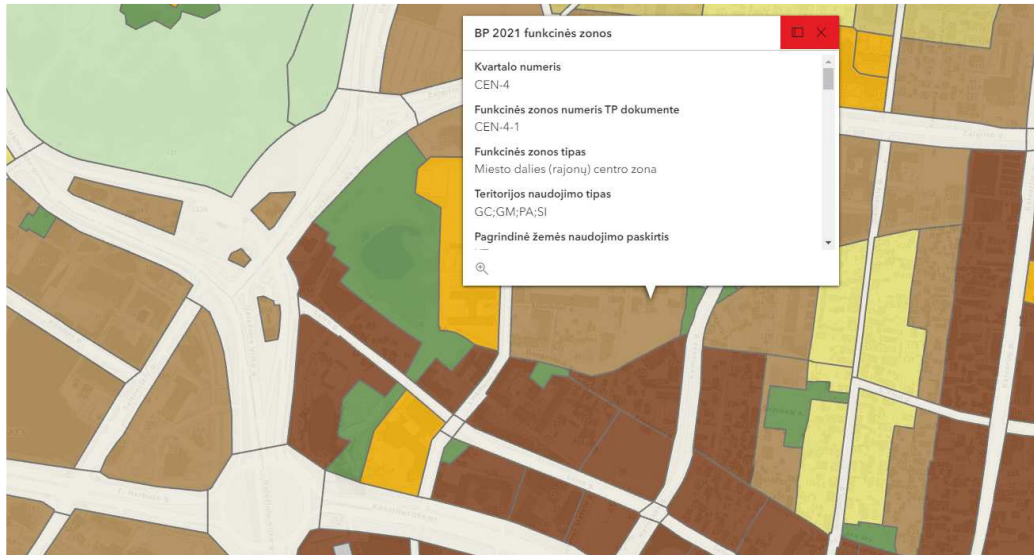 BP 2021 funkcinės zonos
Kvartalo numeris
CEN-4
Funkcinės zonos numeris TP dokumente
CEN-4-1
Funkcinės zonos tipas
Miesto dalies (rajonų) centro zona
Teritorijos naudojimo tipas
GC;GM;PA;SI
Pagrindinė žemės naudojimo paskirtis